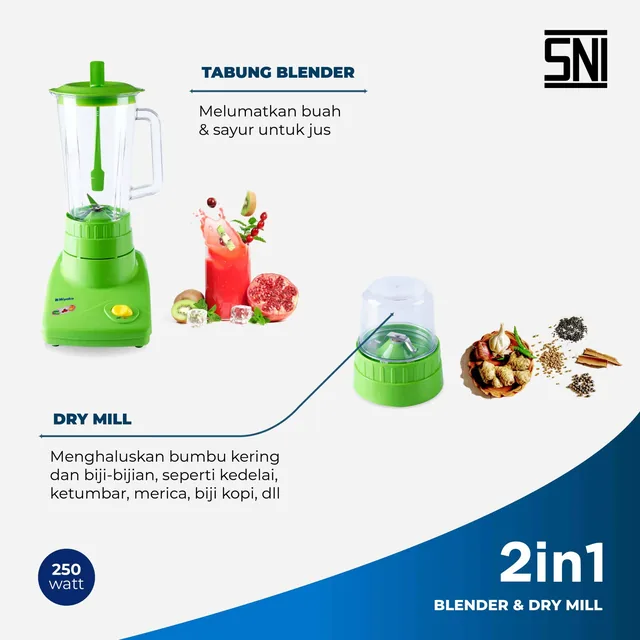 SNI
TABUNG BLENDER
Melumatkan buah
& sayur untuk jus
Miyako
DRY MILL
Menghaluskan bumbu kering
dan biji-bijian, seperti kedelai,
ketumbar, merica, biji kopi, dll
250
watt
2in1
BLENDER & DRY MILL